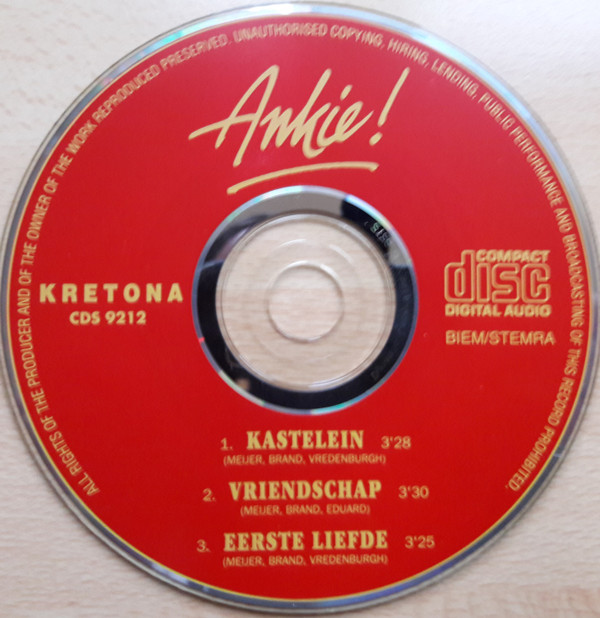 ALL RIGHTS OF THE PRODUCER AND OF THE OWNER OF THE WORK REPRODUCED PRESERVED. UNAUTHORISED COPYING, HIRING, LENDING, PUBLIC PERFORMANCE AND BROADCASTING OF THIS RECORD PROHIBITED.
Ankie!
KRETONA
CDS 9212
COMPACT
disc
DIGITAL AUDIO
BIEM/STEMRA
1. KASTELEIN 3'28
(MEIJER, BRAND, VREDENBURGH)
2. VRIENDSCHAP 3'30
(MEIJER, BRAND, EDUARD)
3. EERSTE LIEFDE 3'25
(MEIJER, BRAND, VREDENBURGH)